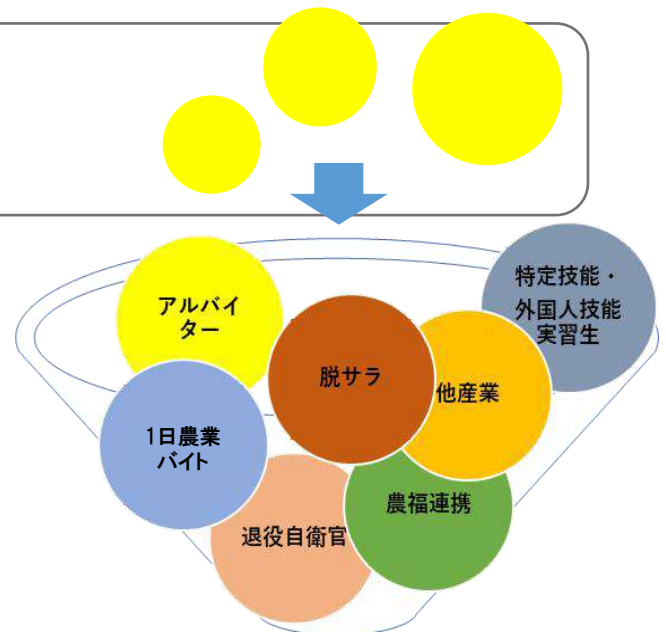 特定技能・
外国人技能
実習生
アルバイ
ター
脱サラ
他産業
1日農業
バイト
農福連携
退役自衛官